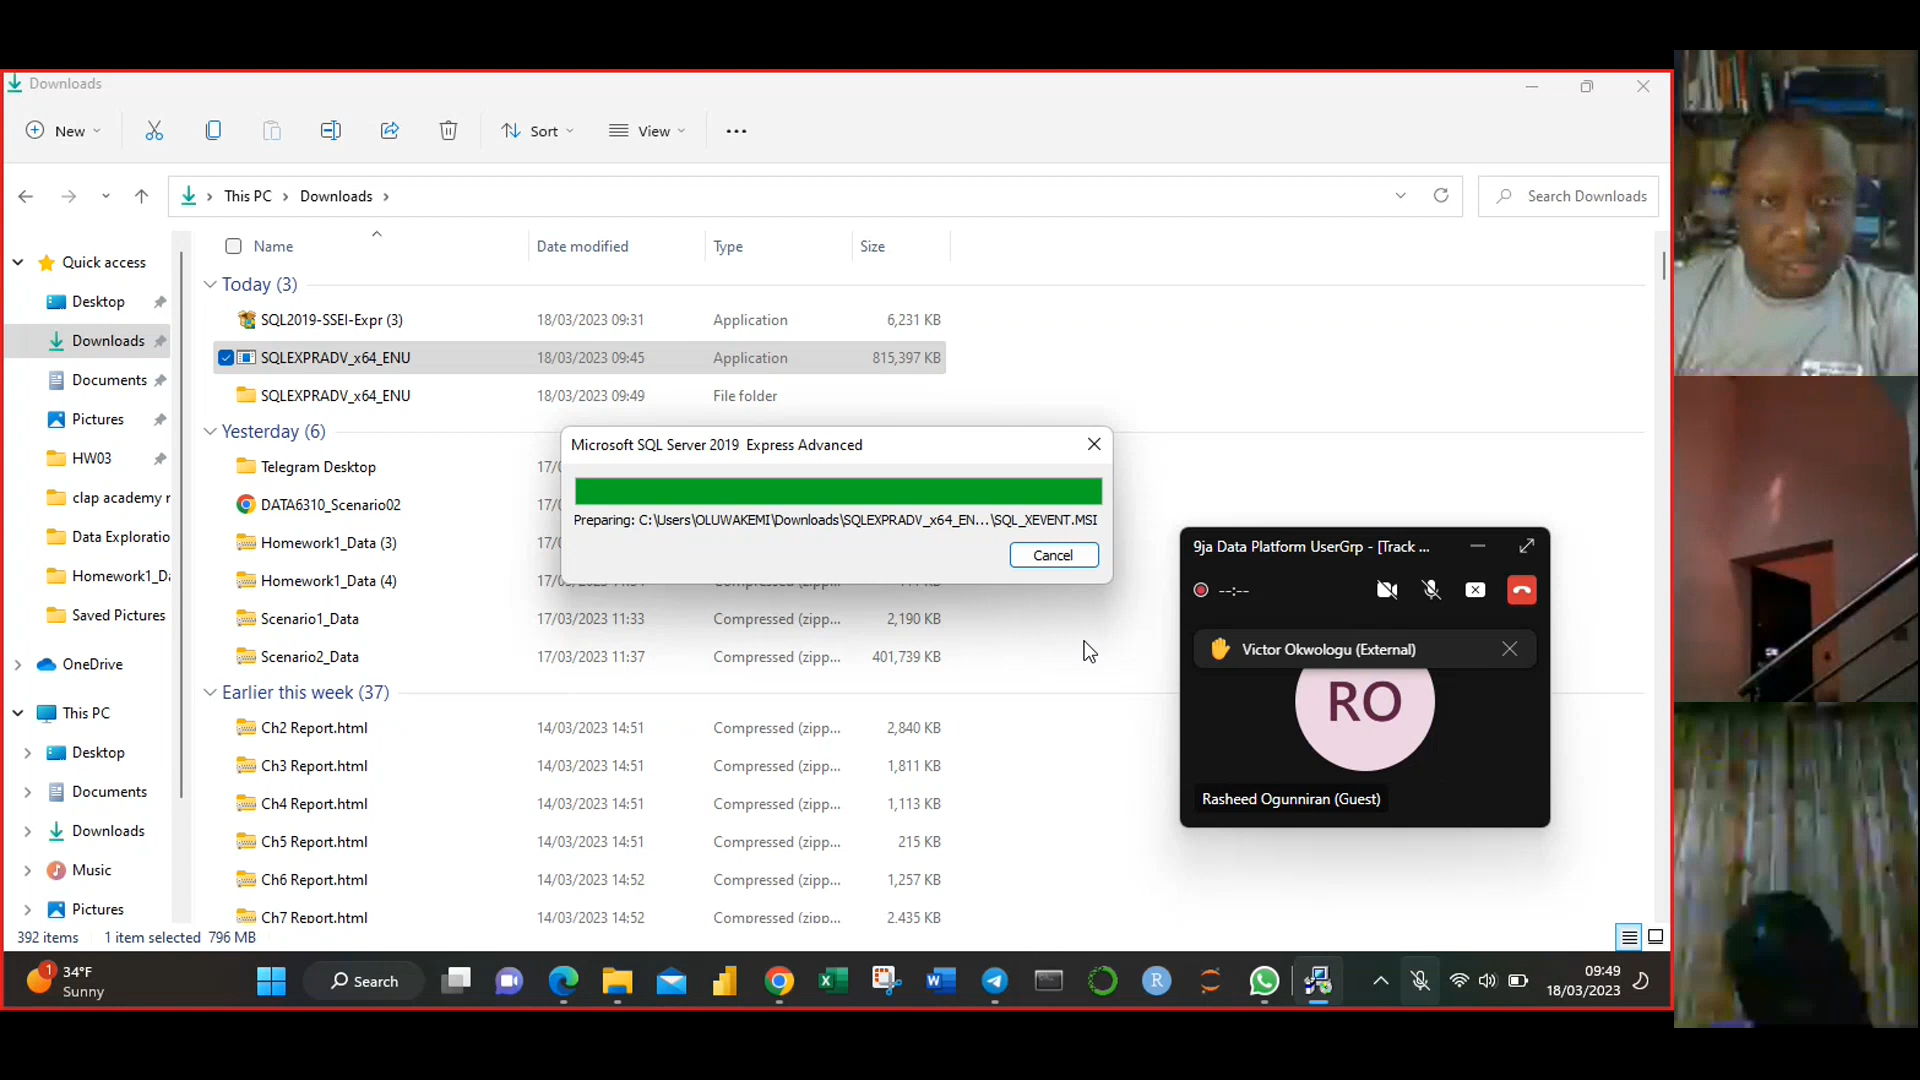 Downloads
New
Sort
View
This PC
Downloads
Search Downloads
Name
Date modified
Type
Size
Quick access
Desktop
Downloads
Documents
Pictures
HW03
clap academy r
Data Exploratio
Homework1_Da
Saved Pictures
OneDrive
This PC
Desktop
Documents
Downloads
Music
Pictures
Today (3)
SQL2019-SSEI-Expr (3) 18/03/2023 09:31 Application 6,231 KB
SQLEXPRADV_x64_ENU 18/03/2023 09:45 Application 815,397 KB
SQLEXPRADV_x64_ENU 18/03/2023 09:49 File folder
Yesterday (6)
Telegram Desktop 17/0
DATA6310_Scenario02 17/0
Homework1_Data (3) 17/0
Homework1_Data (4)
Scenario1_Data 17/03/2023 11:33 Compressed (zipp... 2,190 KB
Scenario2_Data 17/03/2023 11:37 Compressed (zipp... 401,739 KB
Earlier this week (37)
Ch2 Report.html 14/03/2023 14:51 Compressed (zipp... 2,840 KB
Ch3 Report.html 14/03/2023 14:51 Compressed (zipp... 1,811 KB
Ch4 Report.html 14/03/2023 14:51 Compressed (zipp... 1,113 KB
Ch5 Report.html 14/03/2023 14:51 Compressed (zipp... 215 KB
Ch6 Report.html 14/03/2023 14:52 Compressed (zipp... 1,257 KB
Ch7 Report.html 14/03/2023 14:52 Compressed (zipp... 2,435 KB
Microsoft SQL Server 2019 Express Advanced
Preparing: C:\Users\OLUWAKEMI\Downloads\SQLEXPRADV_x64_EN...\SQL_XEVENT.MSI
Cancel
9ja Data Platform UserGrp - [Track ...
--:--
Victor Okwologu (External)
RO
Rasheed Ogunniran (Guest)
392 items 1 item selected 796 MB
1
34°F
Sunny
Search
09:49
18/03/2023